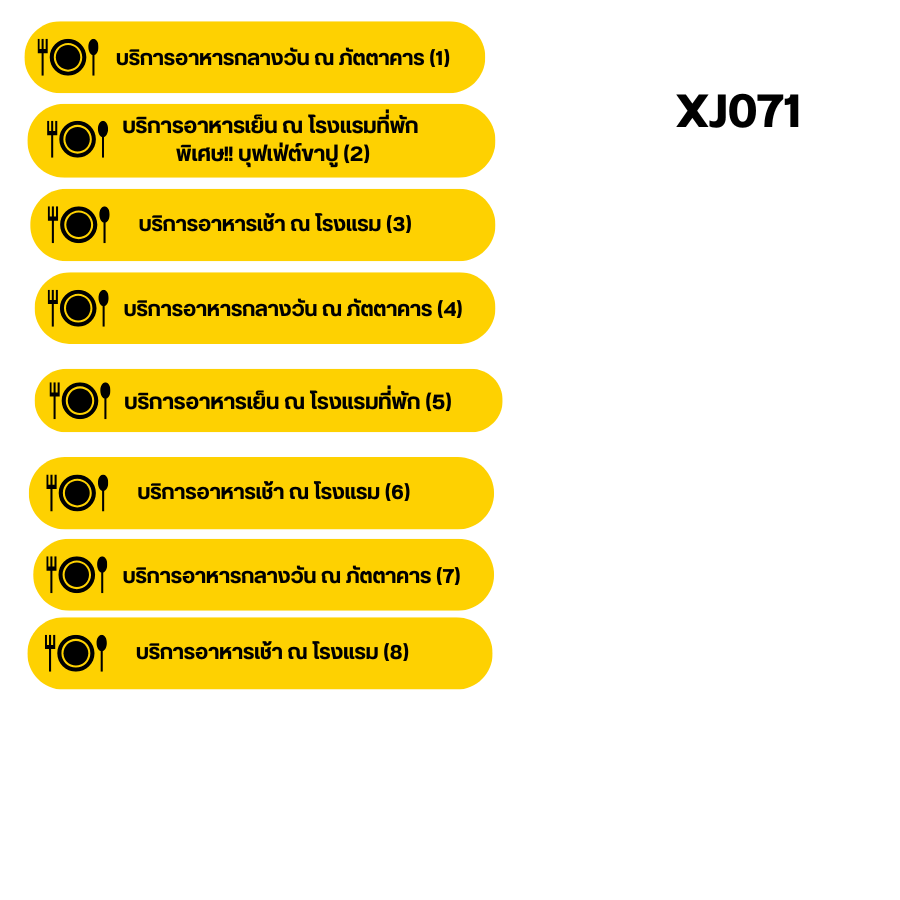 บริการอาหารกลางวัน ณ ภัตตาคาร (1)
XJ071
บริการอาหารเย็น ณ โรงแรมที่พัก
พิเศษ!! บุฟเฟ่ต์ขาปู (2)
บริการอาหารเช้า ณ โรงแรม (3)
บริการอาหารกลางวัน ณ ภัตตาคาร (4)
บริการอาหารเย็น ณ โรงแรมที่พัก (5)
บริการอาหารเช้า ณ โรงแรม (6)
บริการอาหารกลางวัน ณ ภัตตาคาร (7)
บริการอาหารเช้า ณ โรงแรม (8)